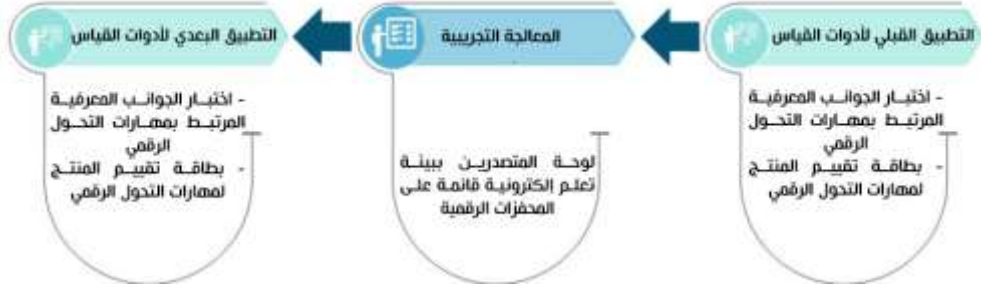 التطبيق القبلي لأدوات القياس
- اختبار الجوانب المعرفية
المرتبط بمهارات التحول
الرقمي
- بطاقة تقييم المنتج
لمهارات التحول الرقمي
المعالجة التجريبية
لوحة المتصدرين ببيئة
تعلم إلكترونية قائمة على
المحفزات الرقمية
التطبيق البعدي لأدوات القياس
- اختبار الجوانب المعرفية
المرتبط بمهارات التحول
الرقمي
- بطاقة تقييم المنتج
لمهارات التحول الرقمي